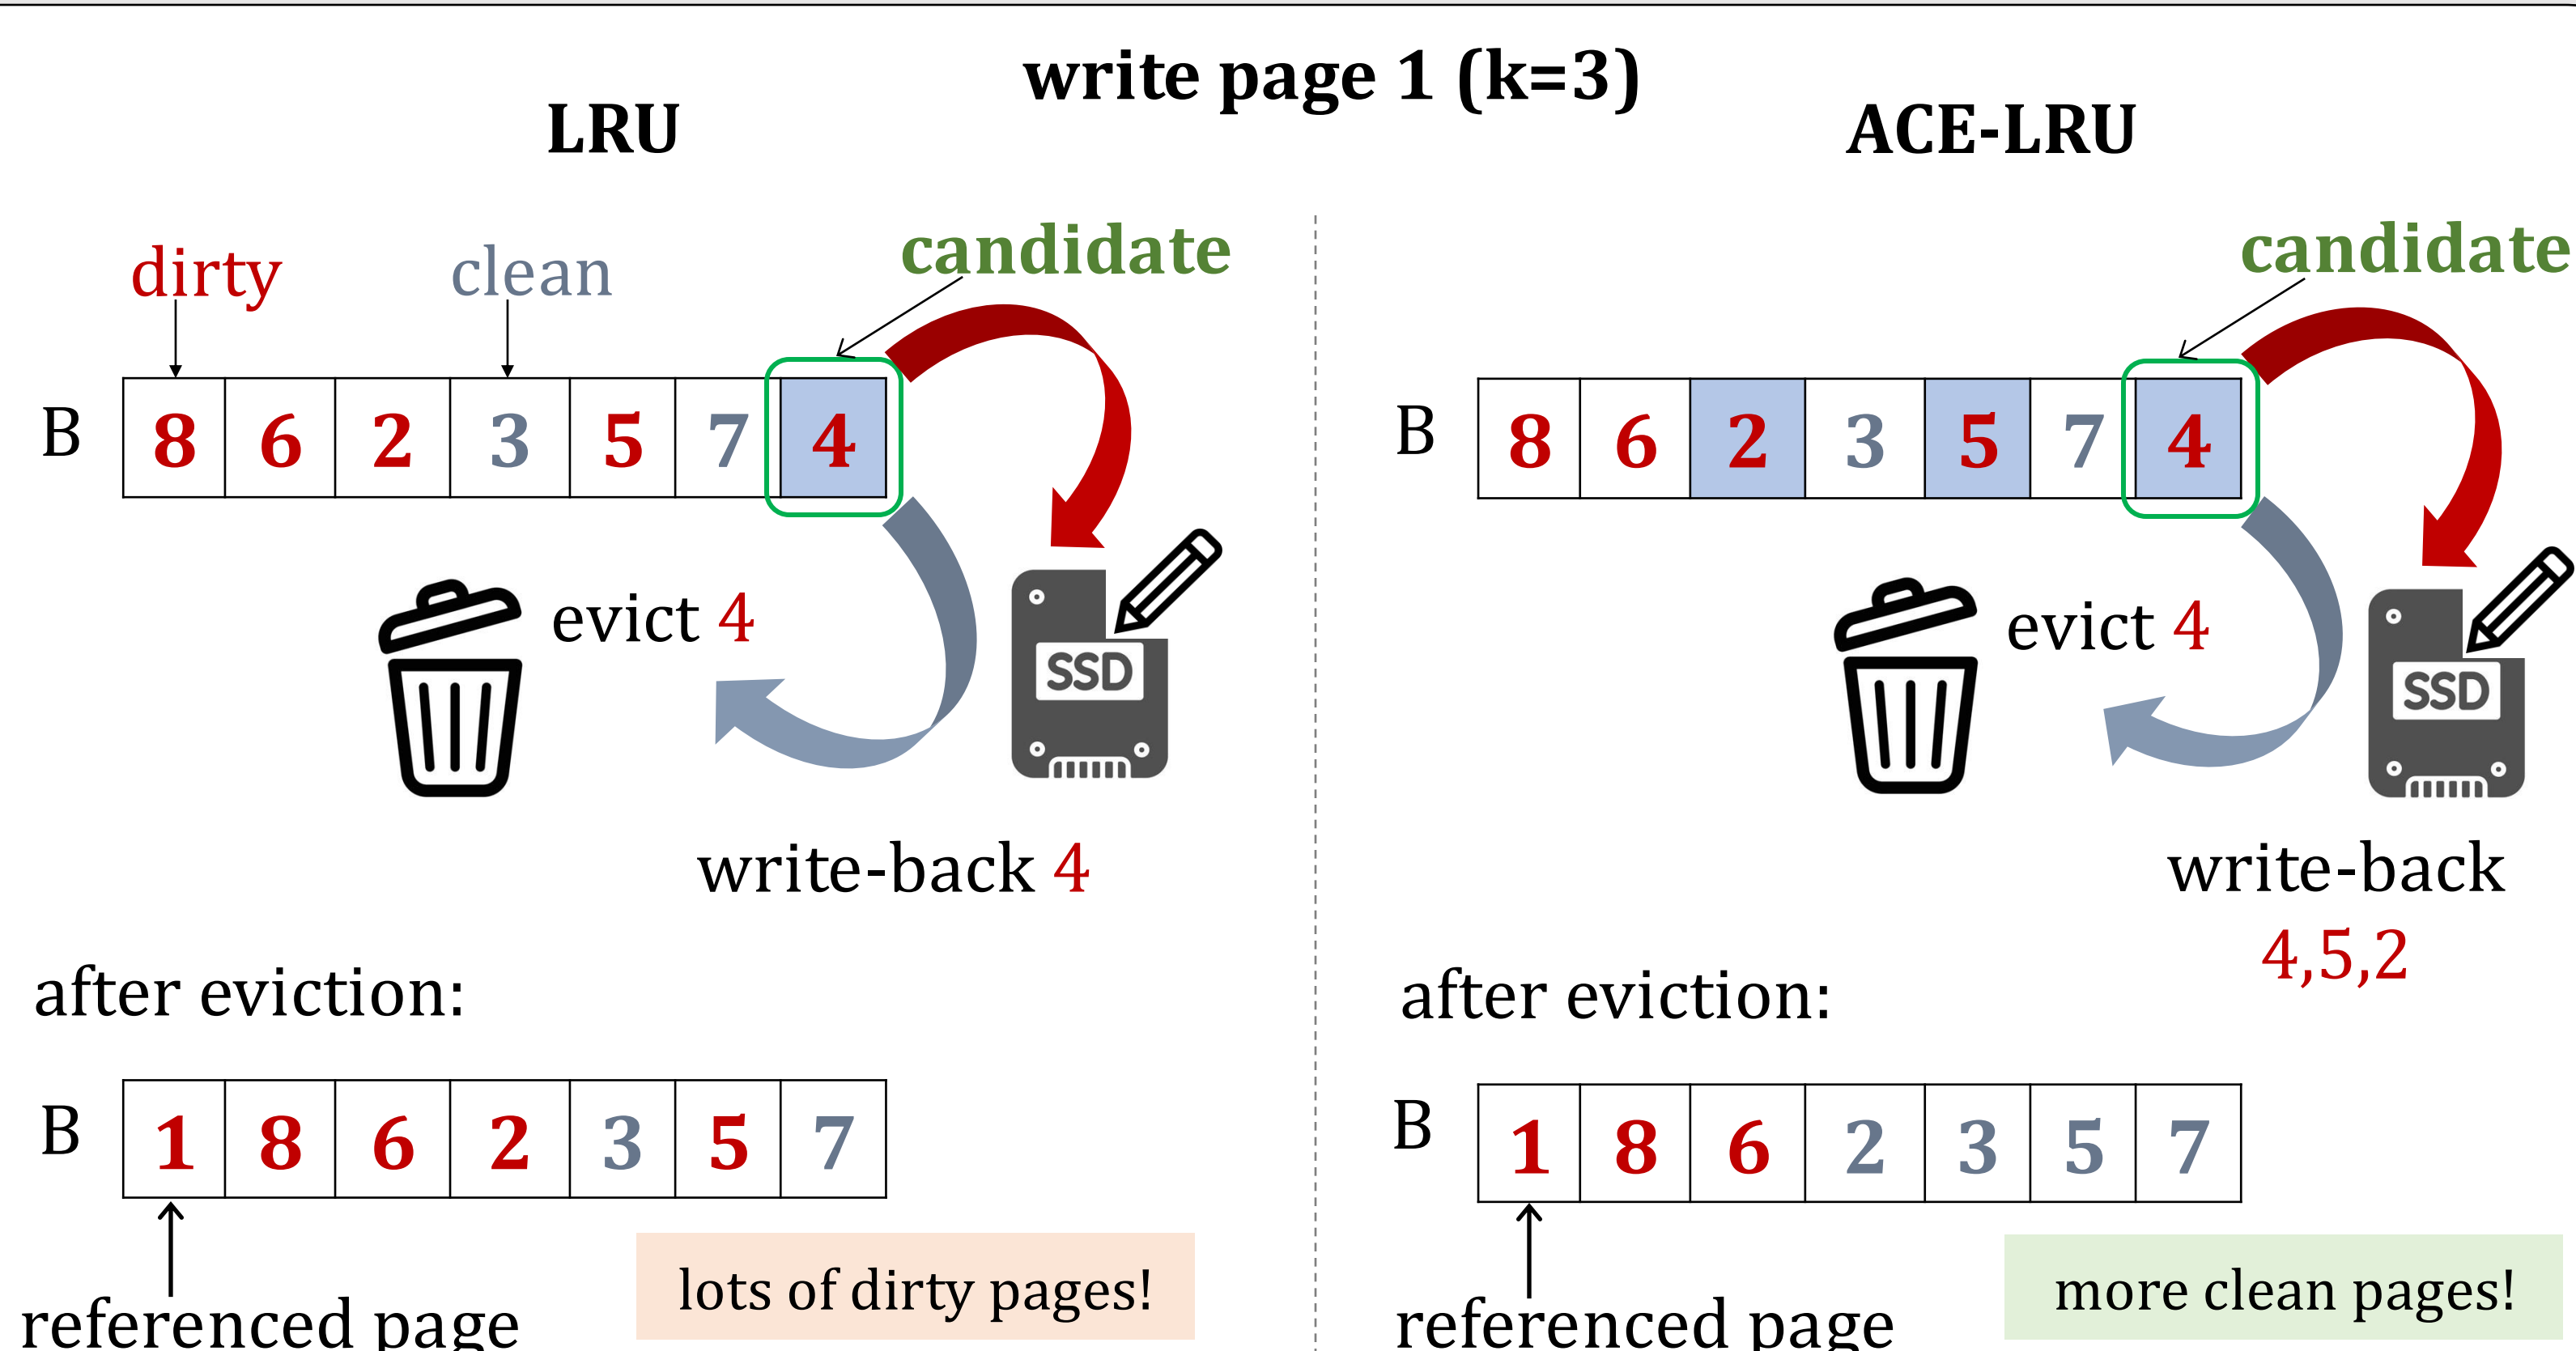 write page 1 (k=3)
LRU
dirty
clean
candidate
B 8 6 2 3 5 7 4
evict 4
SSD
write-back 4
after eviction:
B 1 8 6 2 3 5 7
referenced page
lots of dirty pages!
ACE-LRU
candidate
B 8 6 2 3 5 7 4
evict 4
SSD
write-back
4,5,2
after eviction:
B 1 8 6 2 3 5 7
referenced page
more clean pages!